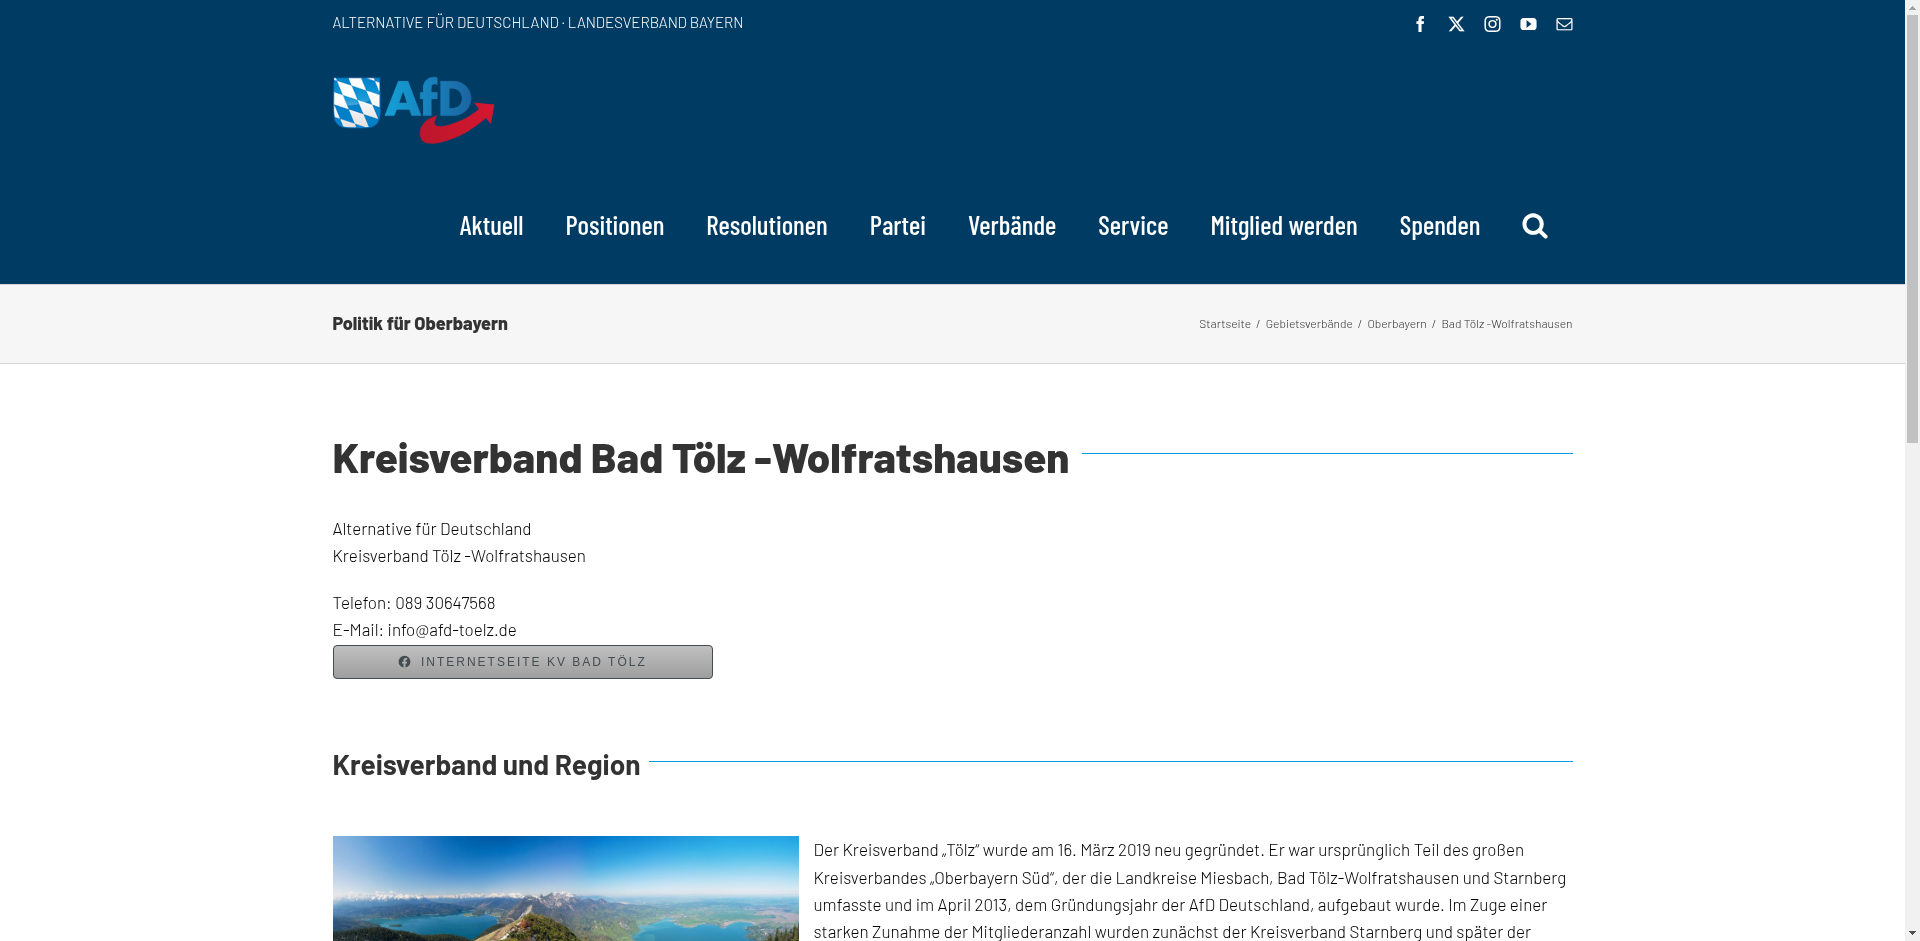 ALTERNATIVE FÜR DEUTSCHLAND · LANDESVERBAND BAYERN
AfD
Aktuell Positionen Resolutionen Partei Verbände Service Mitglied werden Spenden
Politik für Oberbayern
Startseite / Gebietsverbände / Oberbayern / Bad Tölz -Wolfratshausen
Kreisverband Bad Tölz -Wolfratshausen
Alternative für Deutschland
Kreisverband Tölz -Wolfratshausen
Telefon: 089 30647568
E-Mail: info@afd-toelz.de
INTERNETSEITE KV BAD TÖLZ
Kreisverband und Region
Der Kreisverband „Tölz“ wurde am 16. März 2019 neu gegründet. Er war ursprünglich Teil des großen
Kreisverbandes „Oberbayern Süd“, der die Landkreise Miesbach, Bad Tölz-Wolfratshausen und Starnberg
umfasste und im April 2013, dem Gründungsjahr der AfD Deutschland, aufgebaut wurde. Im Zuge einer
starken Zunahme der Mitgliederanzahl wurden zunächst der Kreisverband Starnberg und später der